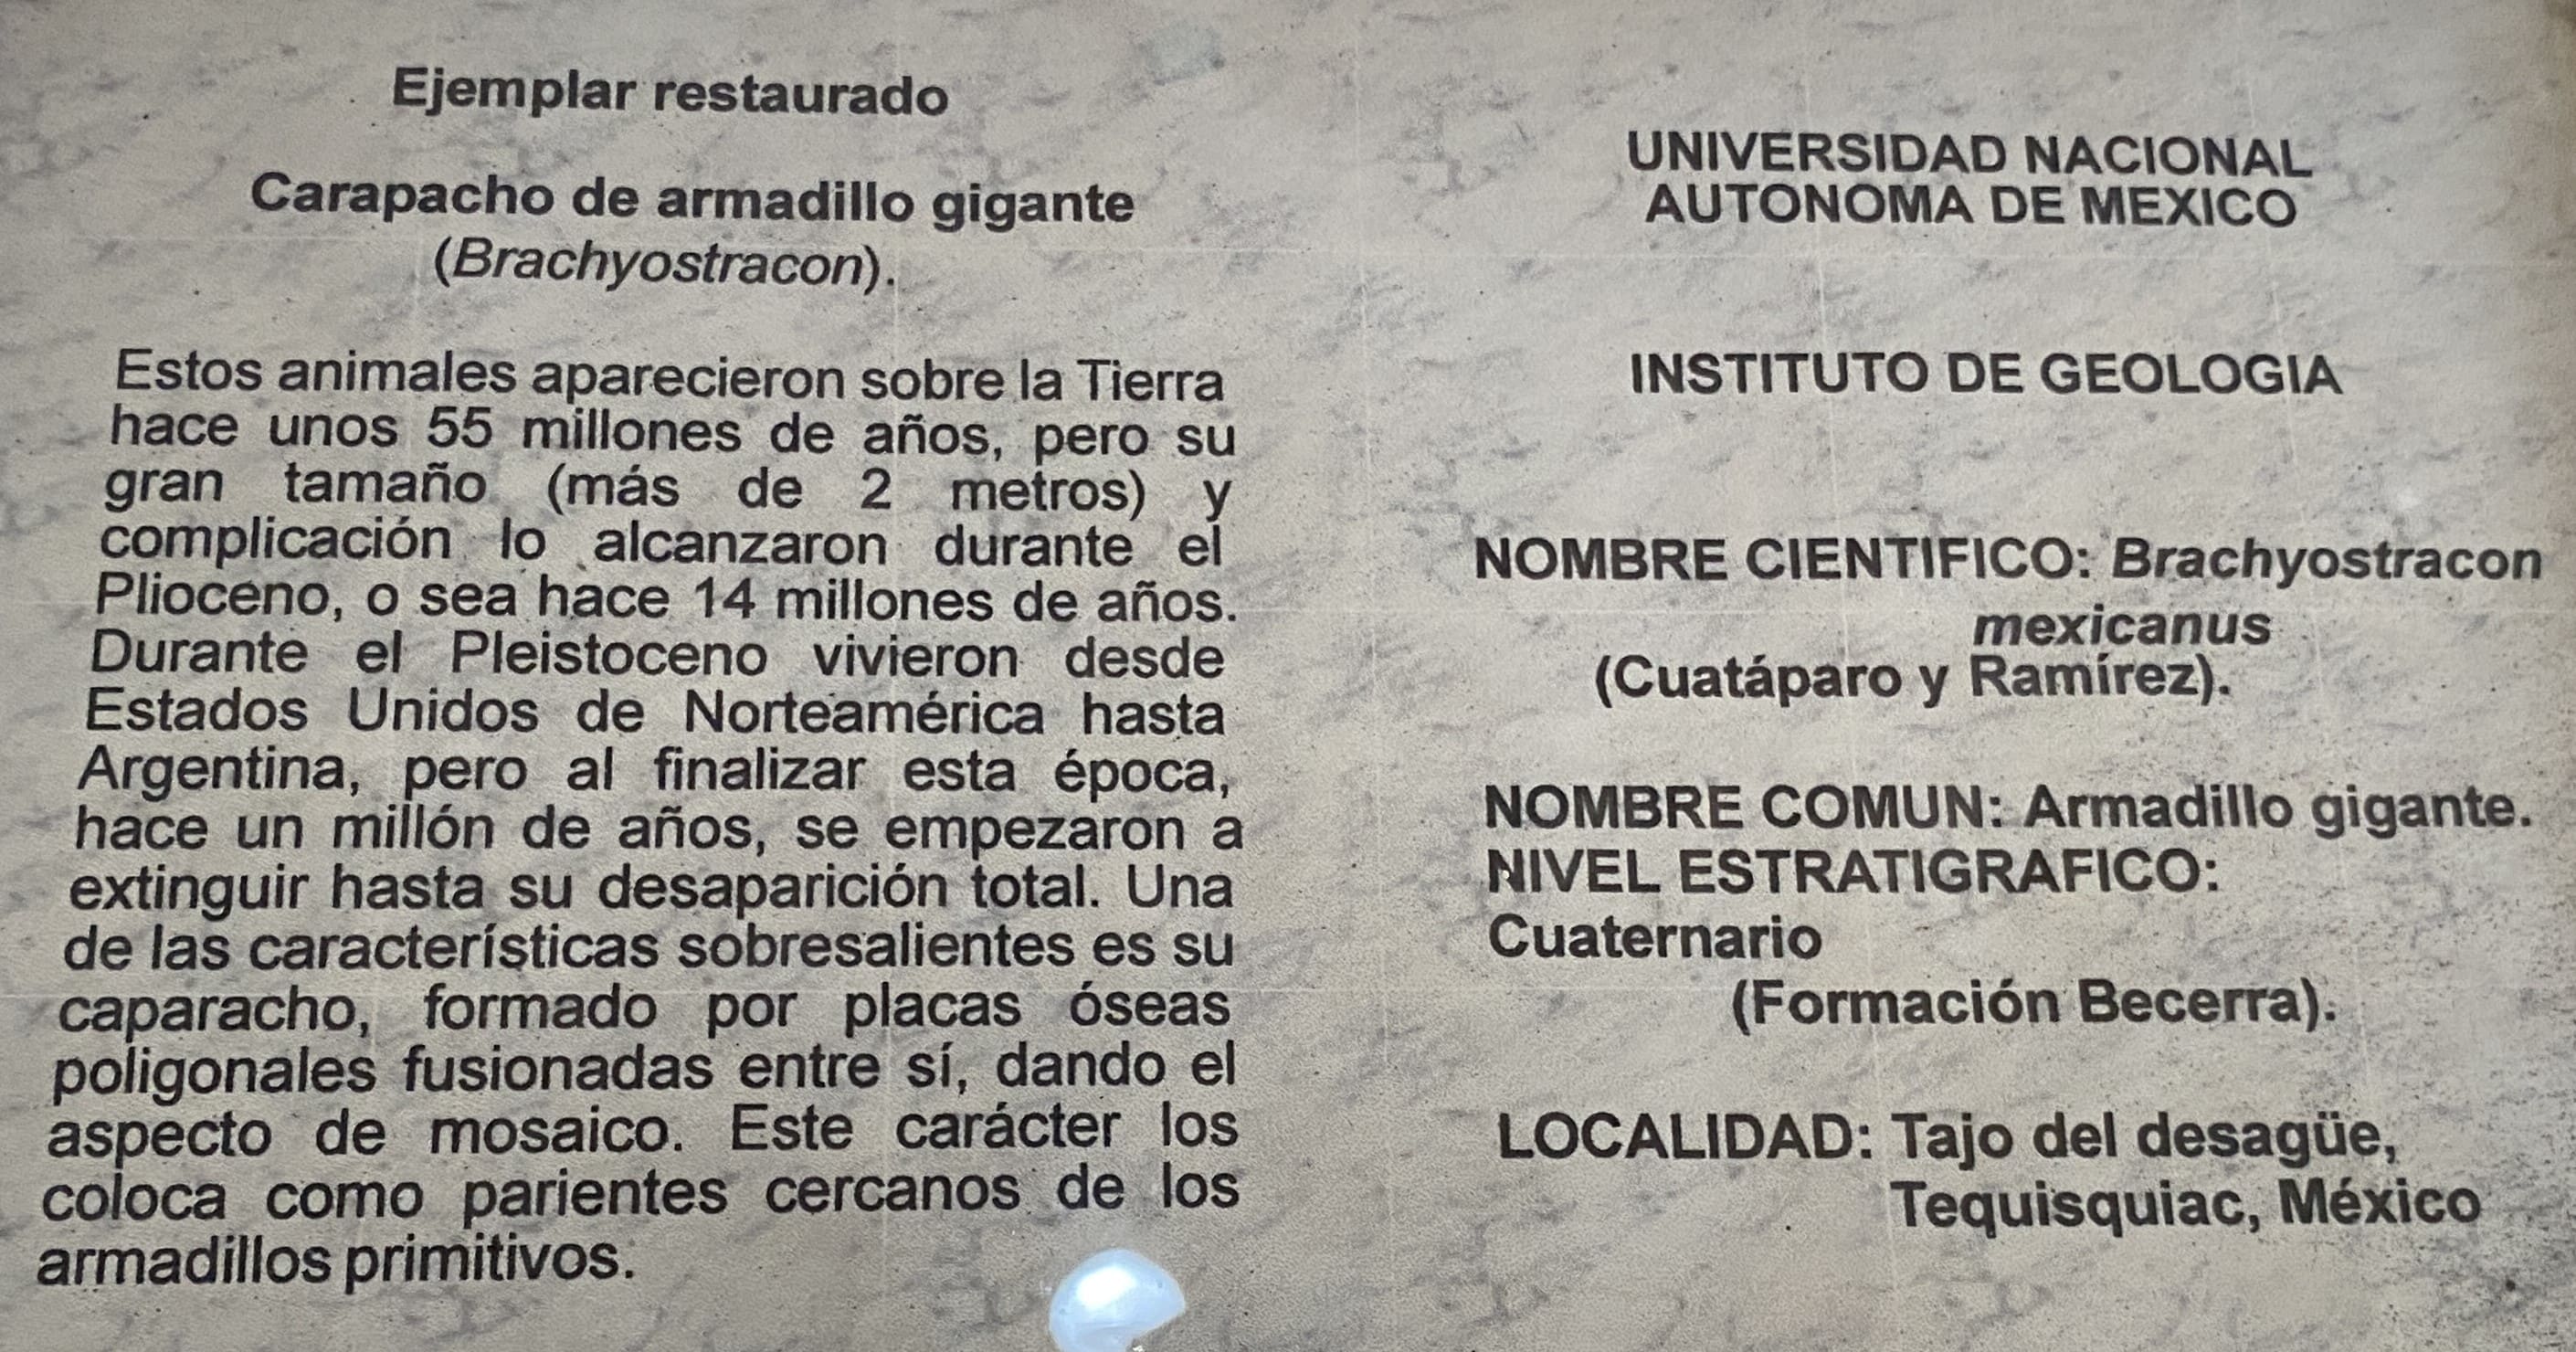 Ejemplar restaurado
Carapacho de armadillo gigante
(Brachyostracon).
Estos animales aparecieron sobre la Tierra
hace unos 55 millones de años, pero su
gran tamaño (más de 2 metros) y
complicación lo alcanzaron durante el
Plioceno, o sea hace 14 millones de años.
Durante el Pleistoceno vivieron desde
Estados Unidos de Norteamérica hasta
Argentina, pero al finalizar esta época,
hace un millón de años, se empezaron a
extinguir hasta su desaparición total. Una
de las características sobresalientes es su
caparacho, formado por placas óseas
poligonales fusionadas entre sí, dando el
aspecto de mosaico. Este carácter los
coloca como parientes cercanos de los
armadillos primitivos.
UNIVERSIDAD NACIONAL
AUTONOMA DE MEXICO
INSTITUTO DE GEOLOGIA
NOMBRE CIENTIFICO: Brachyostracon
mexicanus
(Cuatáparo y Ramírez).
NOMBRE COMUN: Armadillo gigante.
NIVEL ESTRATIGRAFICO:
Cuaternario
(Formación Becerra).
LOCALIDAD: Tajo del desagüe,
Tequisquiac, México